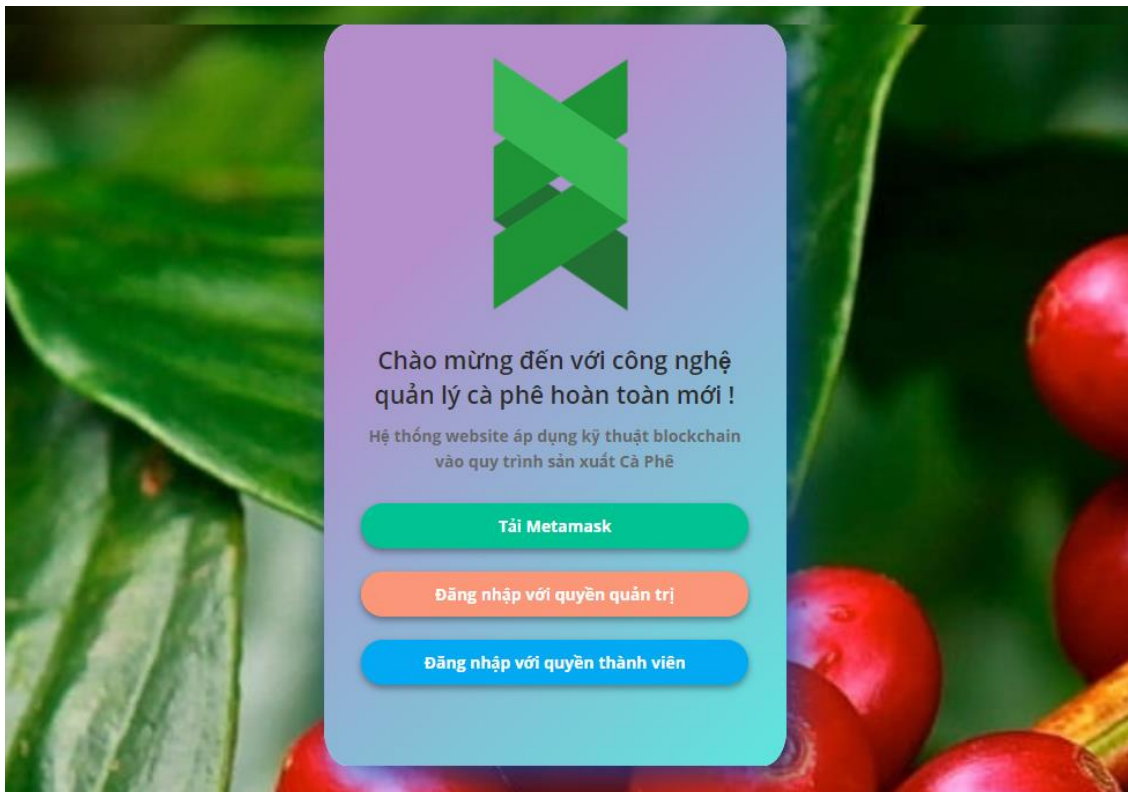 Chào mừng đến với công nghệ
quản lý cà phê hoàn toàn mới !
Hệ thống website áp dụng kỹ thuật blockchain
vào quy trình sản xuất Cà Phê
Tải Metamask
Đăng nhập với quyền quản trị
Đăng nhập với quyền thành viên